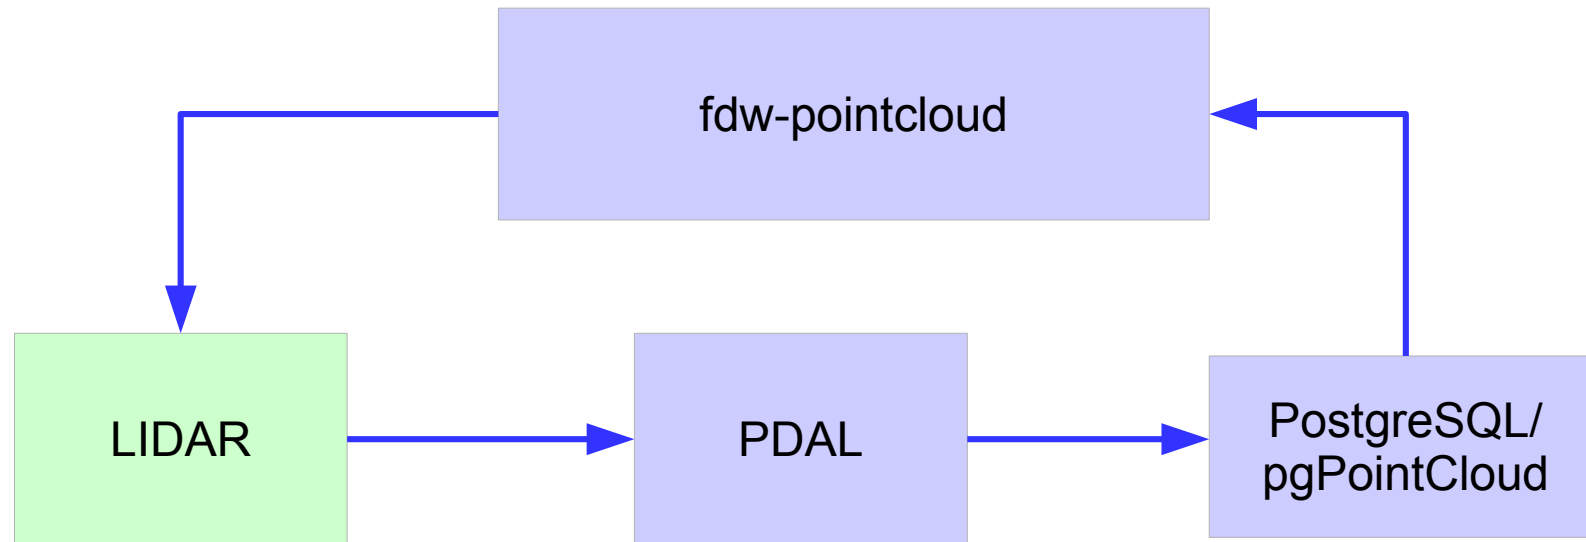 fdw-pointcloud
LIDAR
PDAL
PostgreSQL/
pgPointCloud